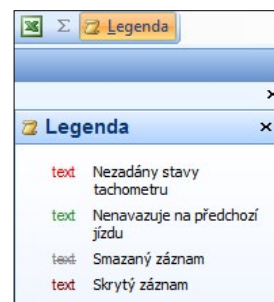 Σ Legenda
Legenda
text Nezadány stavy
tachometru
text Nenavazuje na předchozí
jízdu
text Smazaný záznam
text Skrytý záznam